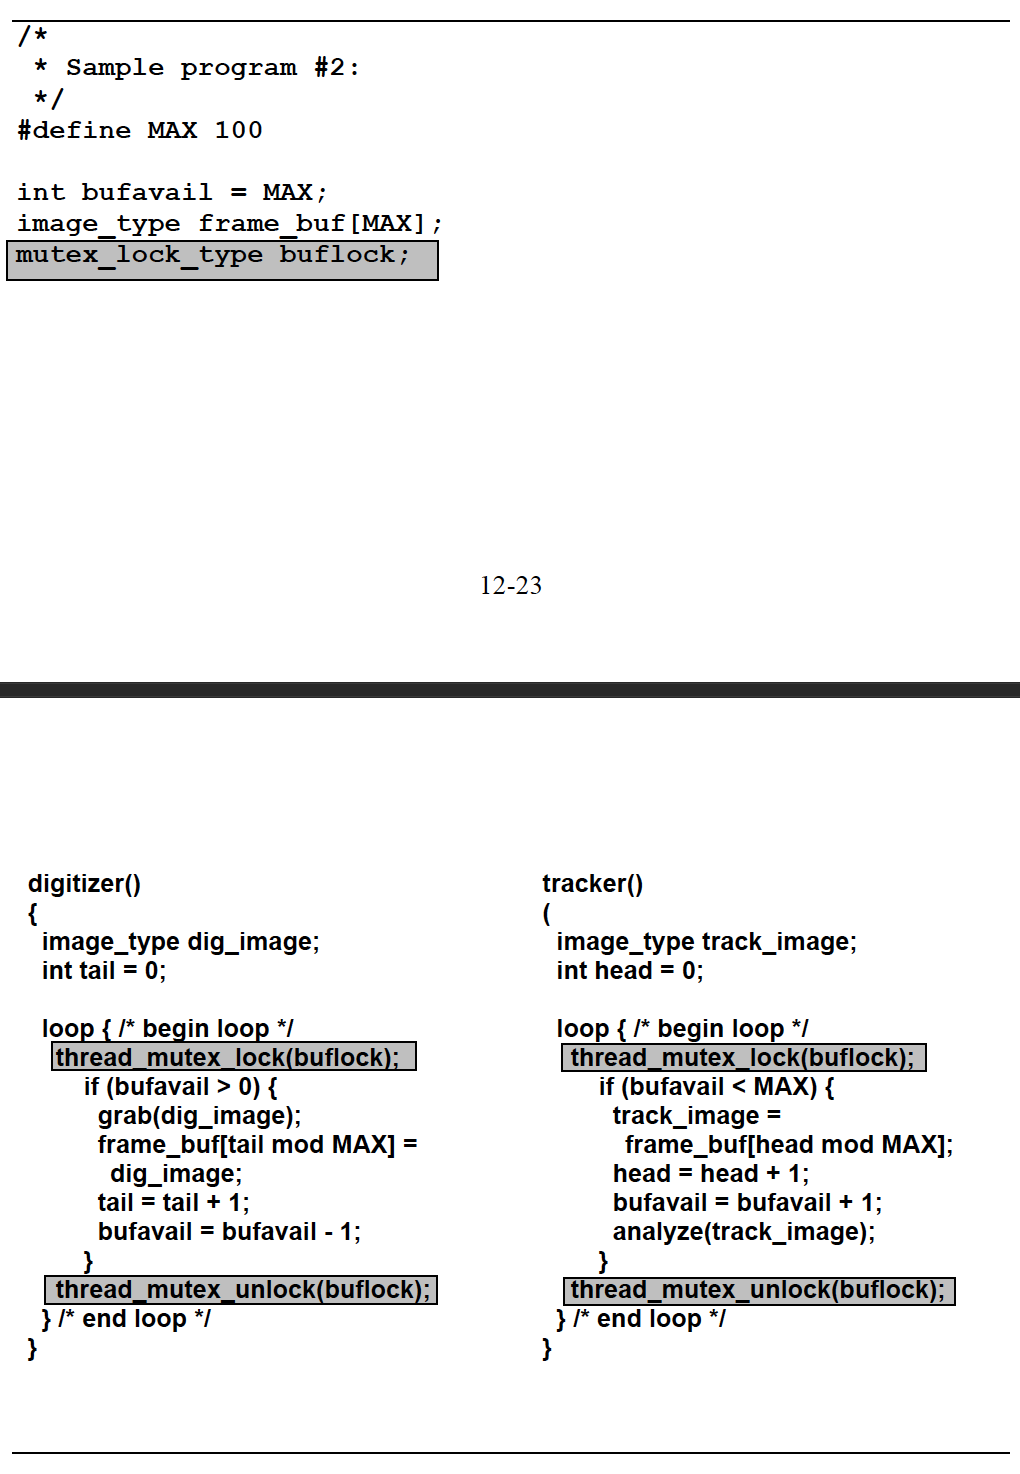 /*
 * Sample program #2:
 */
#define MAX 100

int bufavail = MAX;
image_type frame_buf[MAX];
mutex_lock_type buflock;

12-23

digitizer()
{
  image_type dig_image;
  int tail = 0;

  loop { /* begin loop */
    thread_mutex_lock(buflock);
      if (bufavail > 0) {
        grab(dig_image);
        frame_buf[tail mod MAX] =
          dig_image;
        tail = tail + 1;
        bufavail = bufavail - 1;
      }
    thread_mutex_unlock(buflock);
  } /* end loop */
}

tracker()
(
  image_type track_image;
  int head = 0;

  loop { /* begin loop */
    thread_mutex_lock(buflock);
      if (bufavail < MAX) {
        track_image =
          frame_buf[head mod MAX];
        head = head + 1;
        bufavail = bufavail + 1;
        analyze(track_image);
      }
    thread_mutex_unlock(buflock);
  } /* end loop */
}